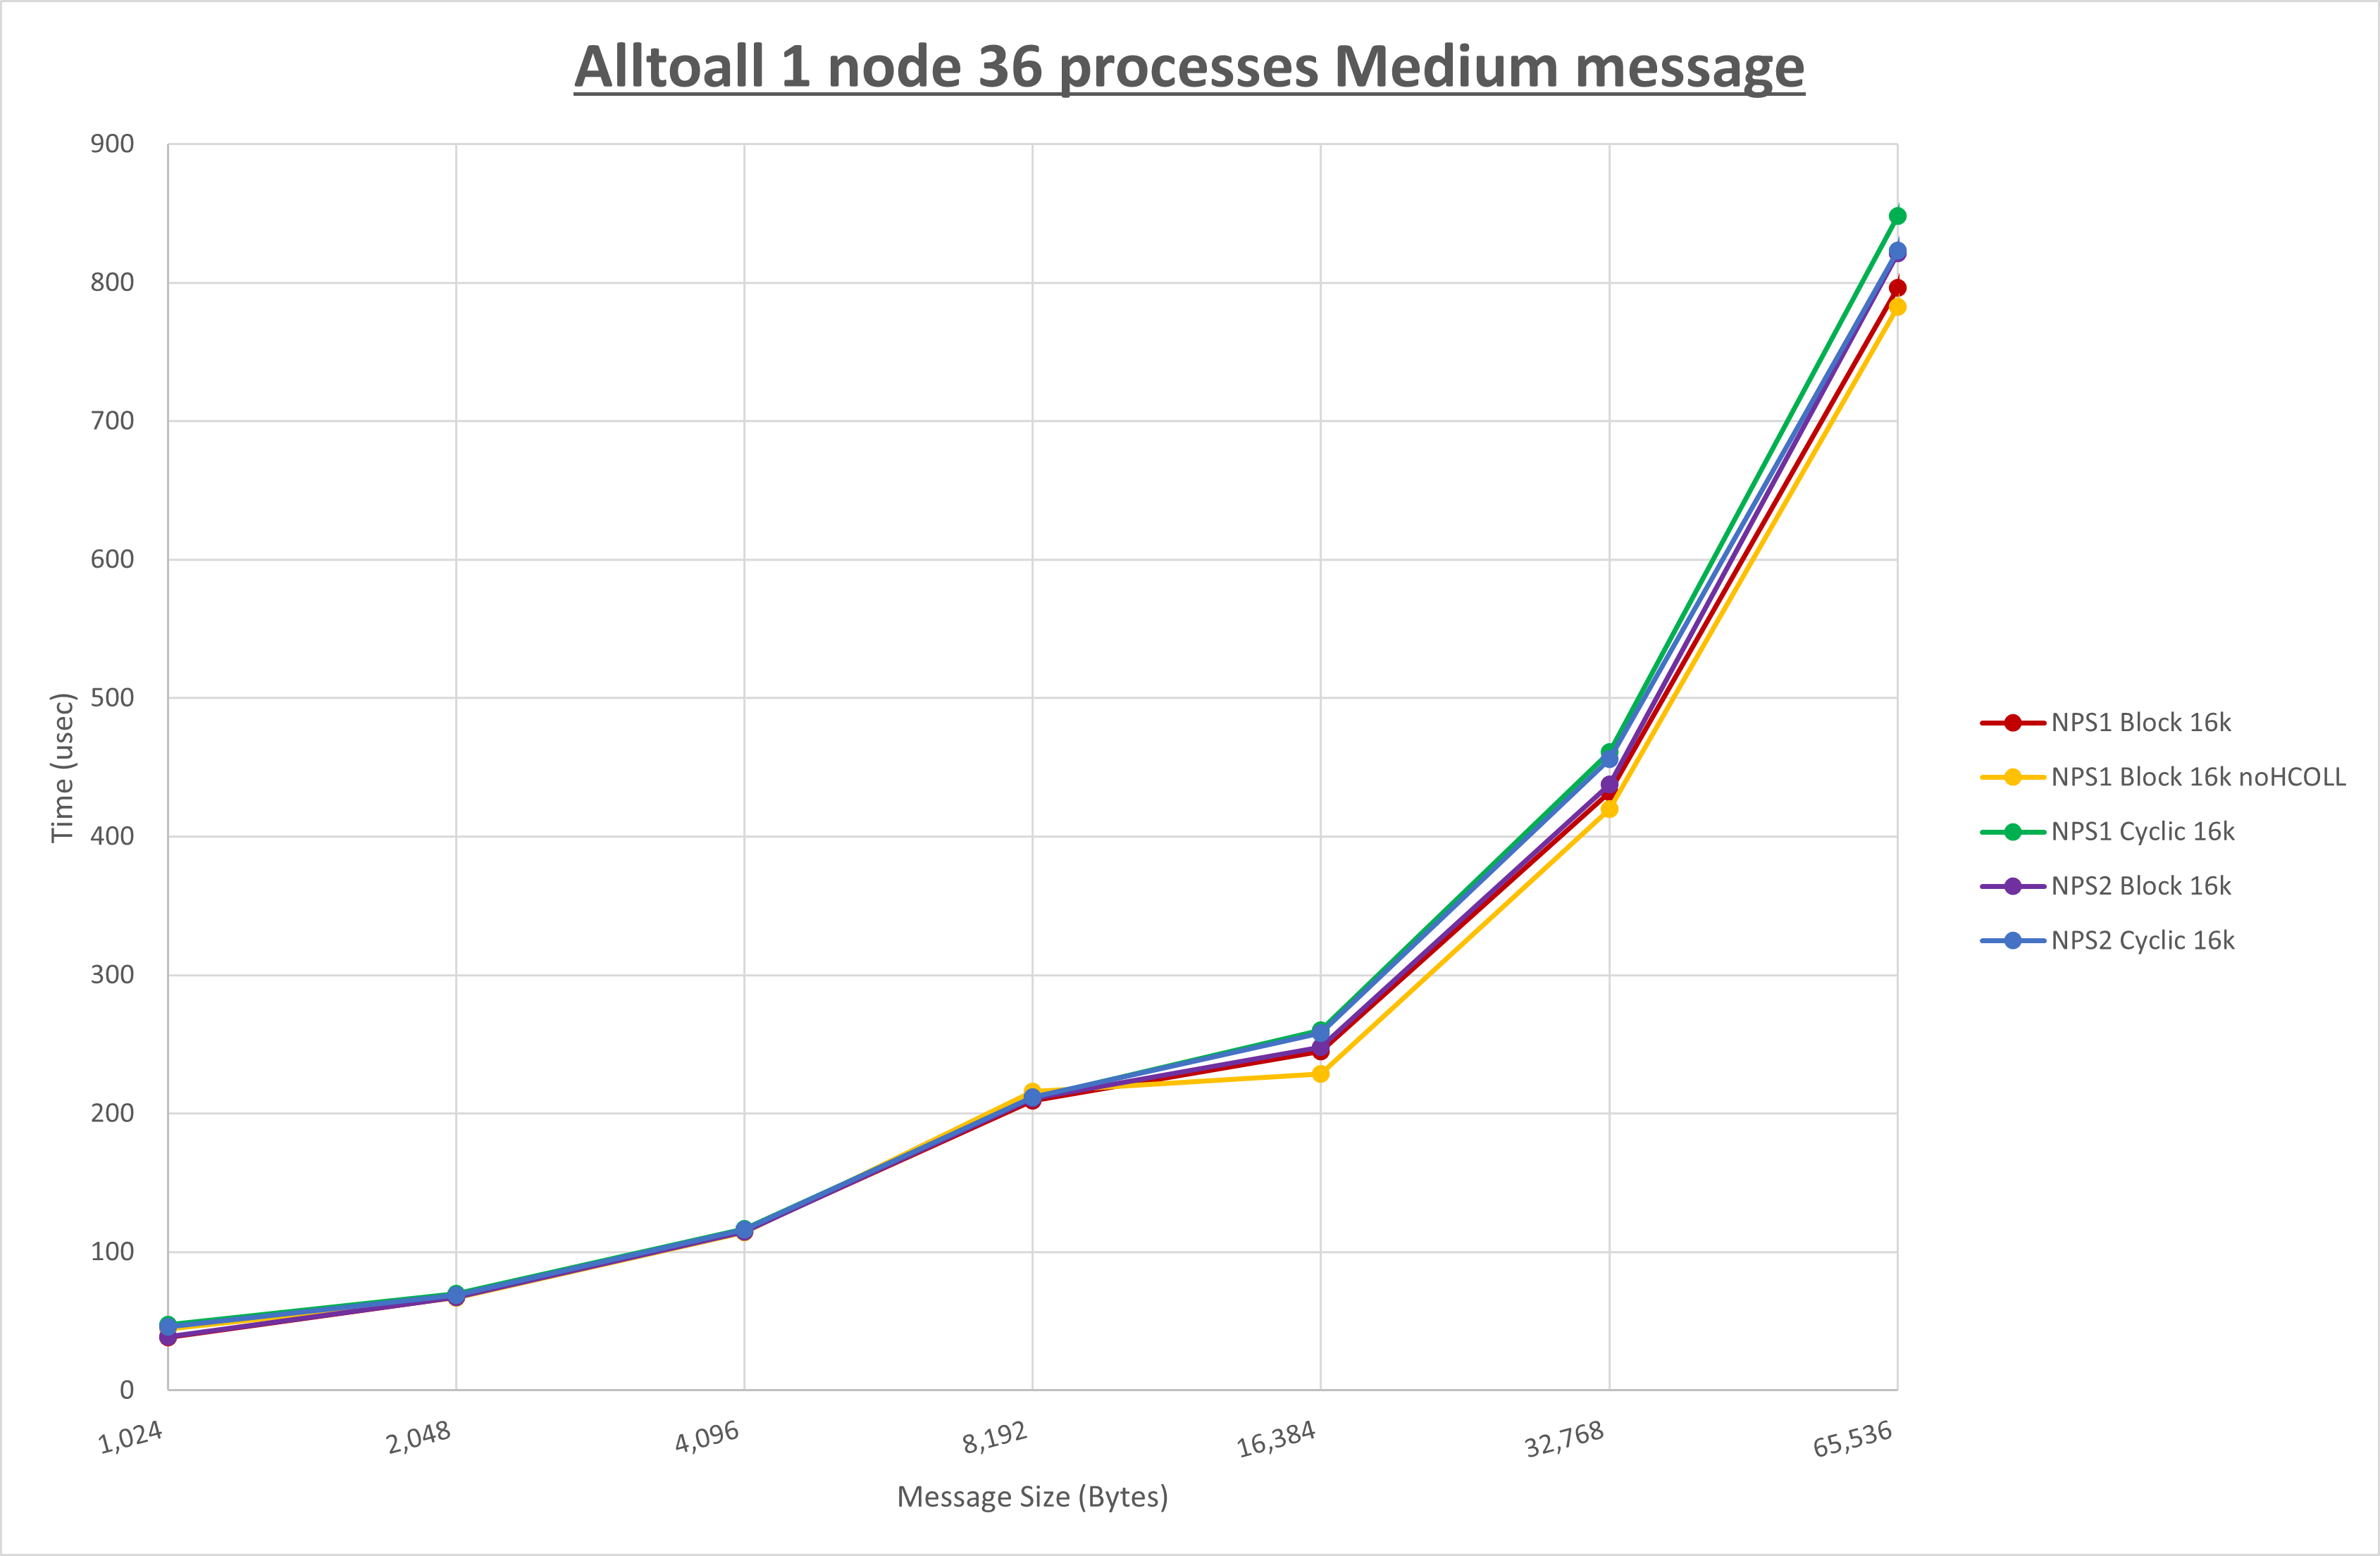 Alltoall 1 node 36 processes Medium message
900
800
700
600
500
400
300
200
100
0
Time (usec)
1,024
2,048
4,096
8,192
16,384
32,768
65,536
Message Size (Bytes)
NPS1 Block 16k
NPS1 Block 16k noHCOLL
NPS1 Cyclic 16k
NPS2 Block 16k
NPS2 Cyclic 16k